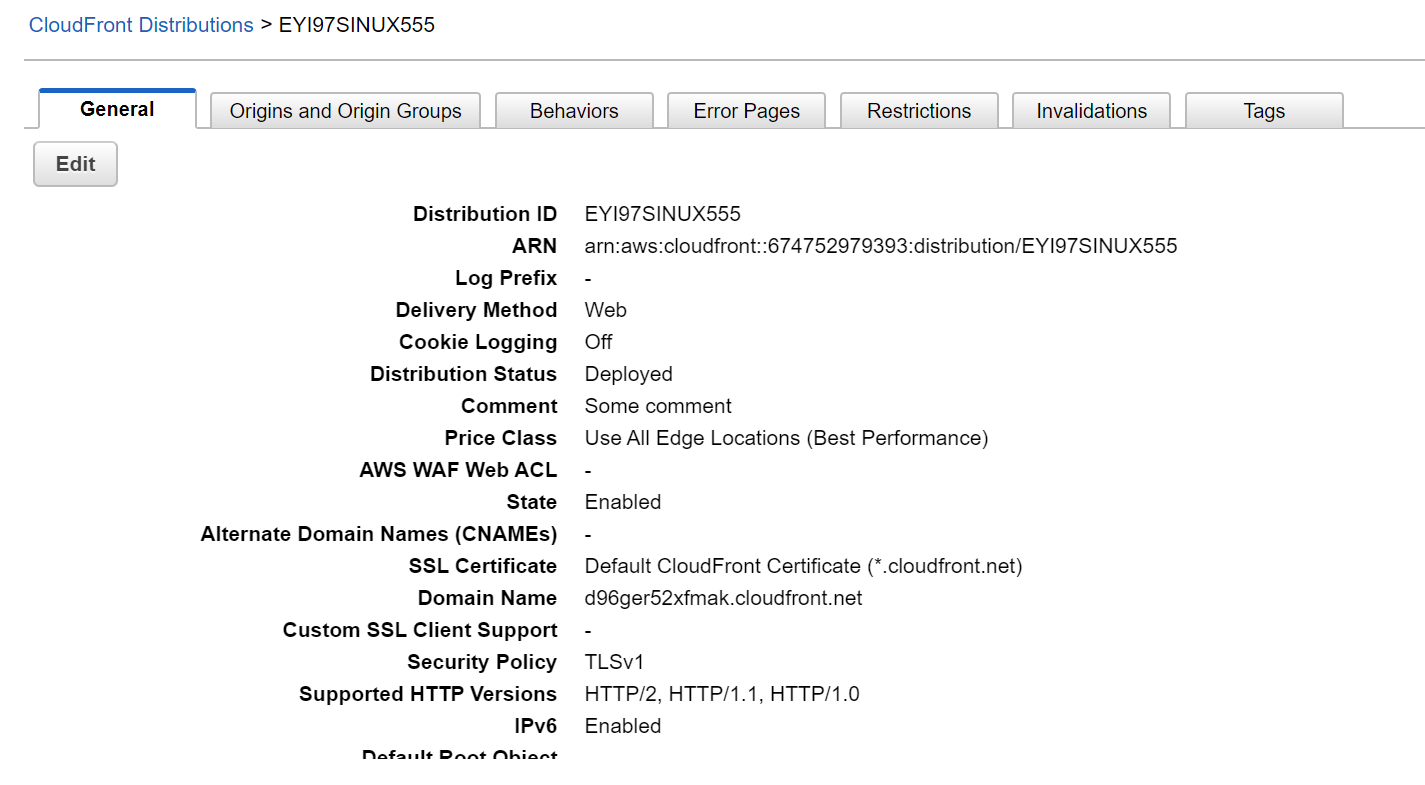 CloudFront Distributions > EYI97SINUX555
General Origins and Origin Groups Behaviors Error Pages Restrictions Invalidations Tags
Edit
Distribution ID EYI97SINUX555
ARN arn:aws:cloudfront::674752979393:distribution/EYI97SINUX555
Log Prefix -
Delivery Method Web
Cookie Logging Off
Distribution Status Deployed
Comment Some comment
Price Class Use All Edge Locations (Best Performance)
AWS WAF Web ACL -
State Enabled
Alternate Domain Names (CNAMEs) -
SSL Certificate Default CloudFront Certificate (*.cloudfront.net)
Domain Name d96ger52xfmak.cloudfront.net
Custom SSL Client Support -
Security Policy TLSv1
Supported HTTP Versions HTTP/2, HTTP/1.1, HTTP/1.0
IPv6 Enabled
Default Root Object